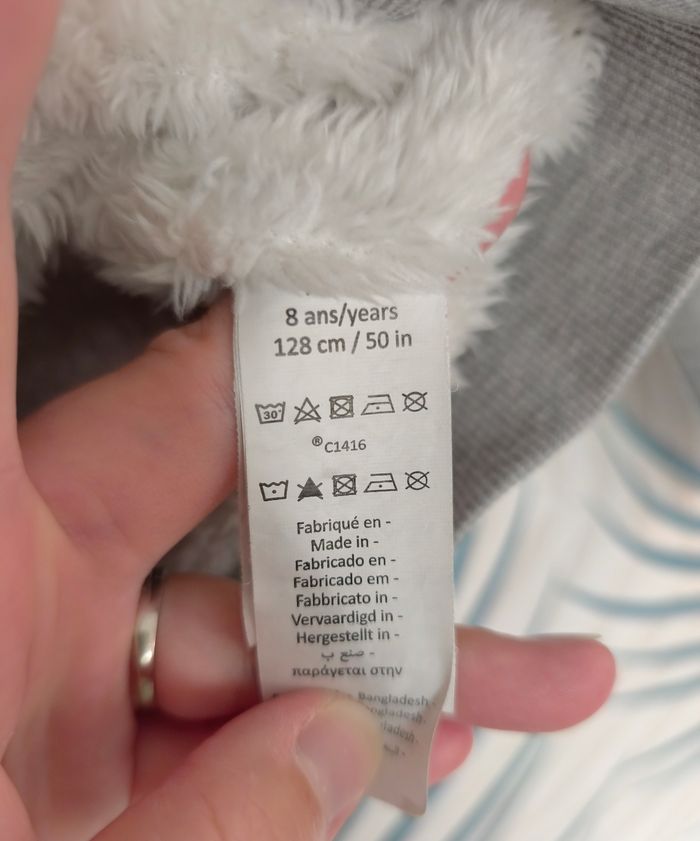 8 ans/years
128 cm / 50 in
30°
®C1416
Fabriqué en -
Made in -
Fabricado en -
Fabricado em -
Fabbricato in -
Vervaardigd in -
Hergestellt in -
صنع ب -
παράγεται στην
Bangladesh -